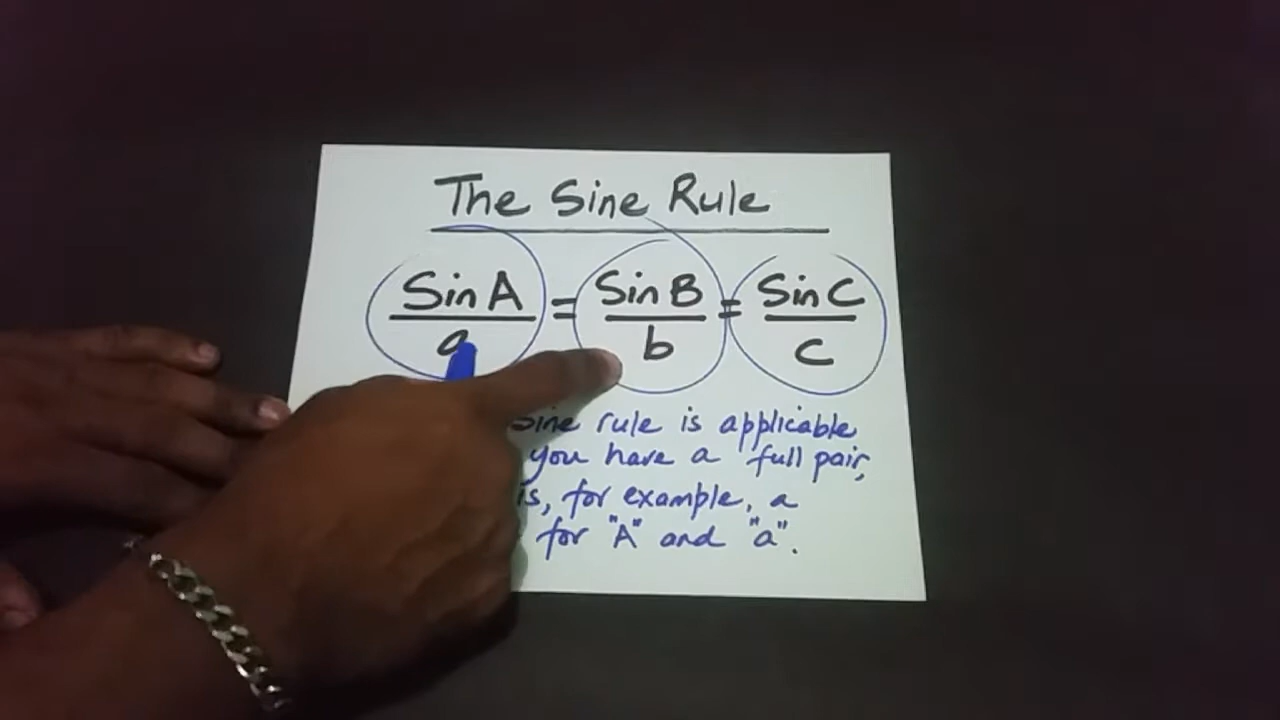 The Sine Rule
Sin A / a = Sin B / b = Sin C / c
Sine rule is applicable
you have a "full pair,
is, for example, a
for "A" and "a".